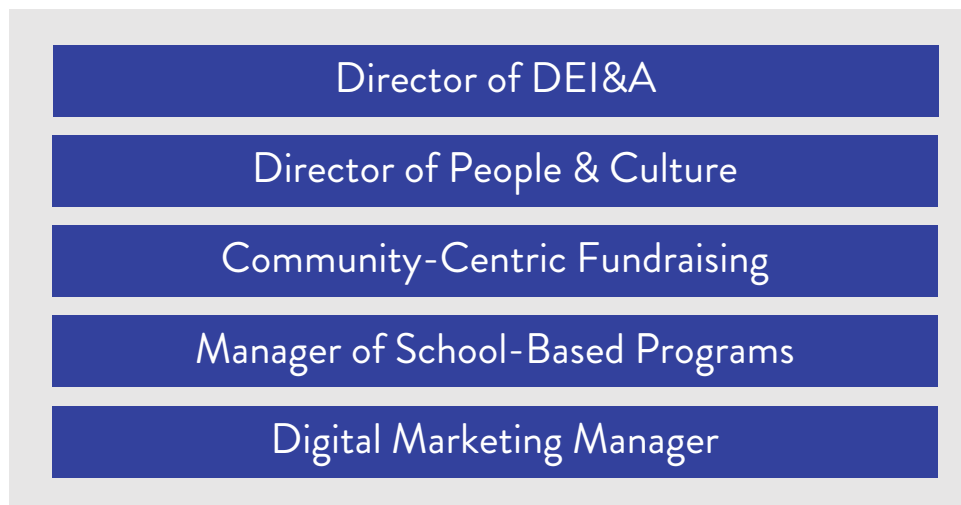 Director of DEI&A
Director of People & Culture
Community-Centric Fundraising
Manager of School-Based Programs
Digital Marketing Manager